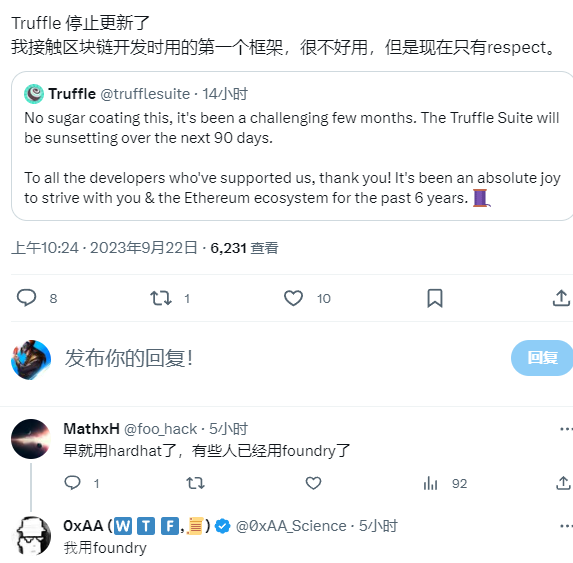 Truffle 停止更新了
我接触区块链开发时用的第一个框架，很不好用，但是现在只有respect。
Truffle @trufflesuite · 14小时
No sugar coating this, it's been a challenging few months. The Truffle Suite will
be sunsetting over the next 90 days.
To all the developers who've supported us, thank you! It's been an absolute joy
to strive with you & the Ethereum ecosystem for the past 6 years. 🧵
上午10:24 · 2023年9月22日 · 6,231 查看
8 1 10
发布你的回复！
回复
MathxH @foo_hack · 5小时
早就用hardhat了，有些人已经用foundry了
1 92
0xAA (🇼 🇹 🇫,📜) @0xAA_Science · 5小时
我用foundry